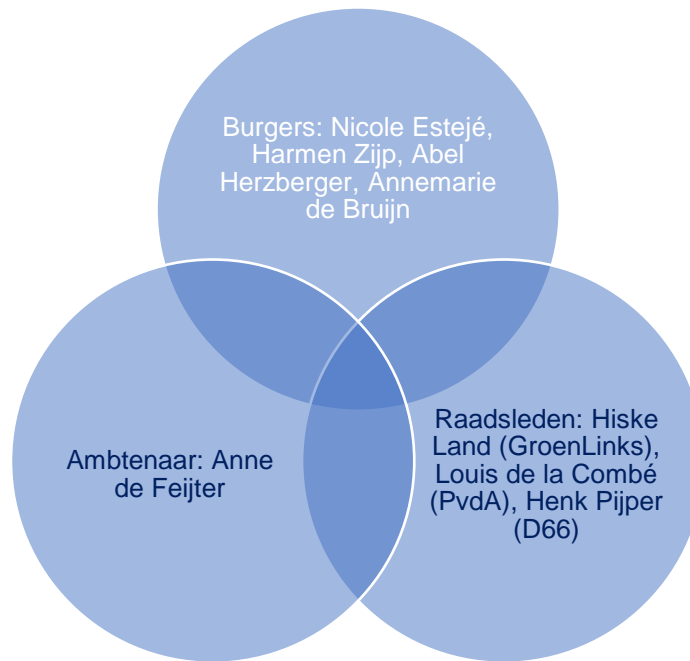 Burgers: Nicole Estejé,
Harmen Zijp, Abel
Herzberger, Annemarie
de Bruijn
Ambtenaar: Anne
de Feijter
Raadsleden: Hiske
Land (GroenLinks),
Louis de la Combé
(PvdA), Henk Pijper
(D66)